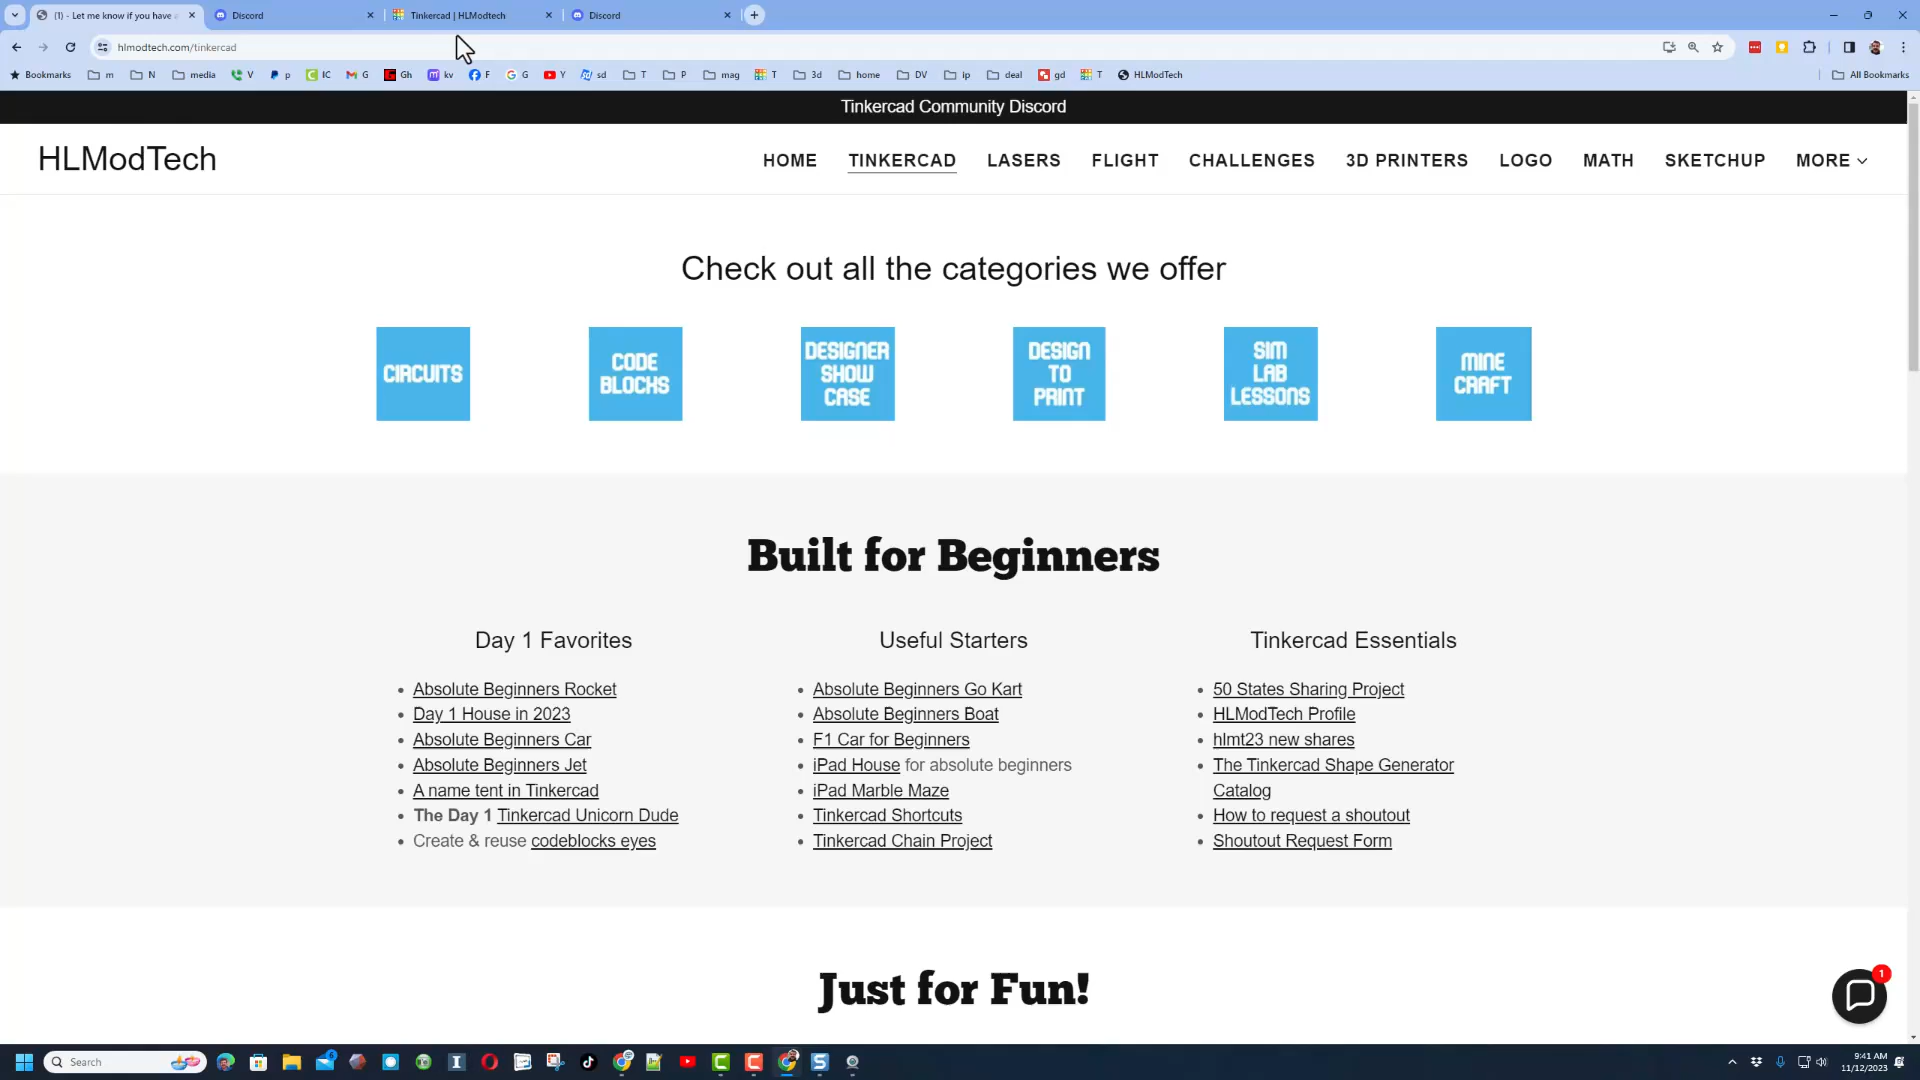 (1) - Let me know if you have a
Discord
Tinkercad | HLModtech
Discord
hlmodtech.com/tinkercad
Bookmarks m N media V p IC G Gh kv F G Y sd T P mag T 3d home DV ip deal gd T HLModTech All Bookmarks
Tinkercad Community Discord
HLModTech
HOME TINKERCAD LASERS FLIGHT CHALLENGES 3D PRINTERS LOGO MATH SKETCHUP MORE
Check out all the categories we offer
CIRCUITS
CODE
BLOCKS
DESIGNER
SHOW
CASE
DESIGN
TO
PRINT
SIM
LAB
LESSONS
MINE
CRAFT
Built for Beginners
Day 1 Favorites
Absolute Beginners Rocket
Day 1 House in 2023
Absolute Beginners Car
Absolute Beginners Jet
A name tent in Tinkercad
The Day 1 Tinkercad Unicorn Dude
Create & reuse codeblocks eyes
Useful Starters
Absolute Beginners Go Kart
Absolute Beginners Boat
F1 Car for Beginners
iPad House for absolute beginners
iPad Marble Maze
Tinkercad Shortcuts
Tinkercad Chain Project
Tinkercad Essentials
50 States Sharing Project
HLModTech Profile
hlmt23 new shares
The Tinkercad Shape Generator
Catalog
How to request a shoutout
Shoutout Request Form
Just for Fun!
1
Search
9:41 AM
11/12/2023